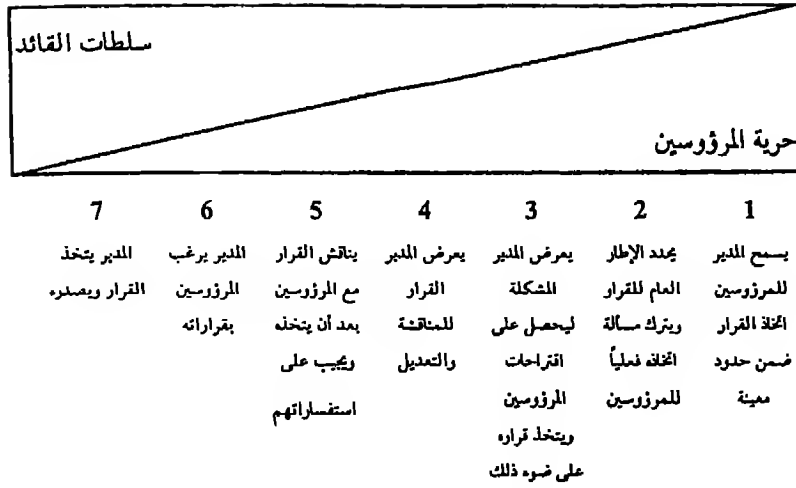 سلطات القائد
حرية المرؤوسين
1
يسمح المدير
للمرؤوسين
اتخاذ القرار
ضمن حدود
معينة
2
يحدد الإطار
العام للقرار
ويترك مسألة
اتخاذه فعلياً
للمرؤوسين
3
يعرض المدير
المشكلة
ليحصل على
اقتراحات
المرؤوسين
ويتخذ قراره
على ضوء ذلك
4
يعرض المدير
القرار
للمناقشة
والتعديل
5
يناقش القرار
مع المرؤوسين
بعد أن يتخذه
ويجيب على
استفساراتهم
6
المدير يرغب
المرؤوسين
بقراراته
7
المدير يتخذ
القرار ويصدره